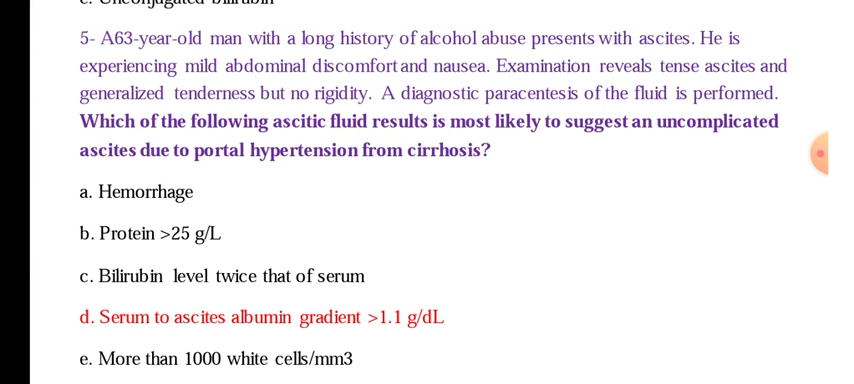 e. Unconjugated bilirubin
5- A63-year-old man with a long history of alcohol abuse presents with ascites. He is
experiencing mild abdominal discomfort and nausea. Examination reveals tense ascites and
generalized tenderness but no rigidity. A diagnostic paracentesis of the fluid is performed.
Which of the following ascitic fluid results is most likely to suggest an uncomplicated
ascites due to portal hypertension from cirrhosis?
a. Hemorrhage
b. Protein >25 g/L
c. Bilirubin level twice that of serum
d. Serum to ascites albumin gradient >1.1 g/dL
e. More than 1000 white cells/mm3